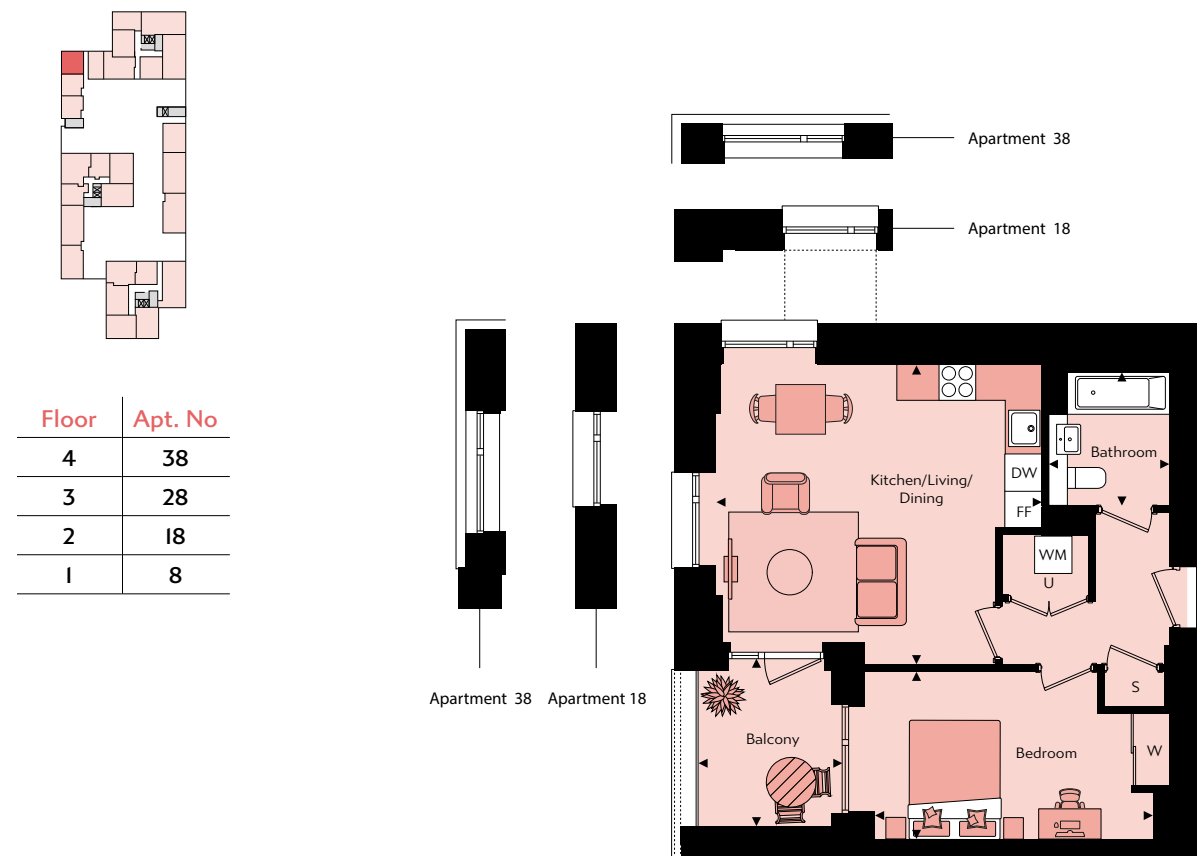 Apartment 38
Apartment 18
Floor Apt. No
4 38
3 28
2 18
1 8
Kitchen/Living/
Dining
Bathroom
DW
FF
WM
U
S
Apartment 38 Apartment 18
Balcony
Bedroom
W